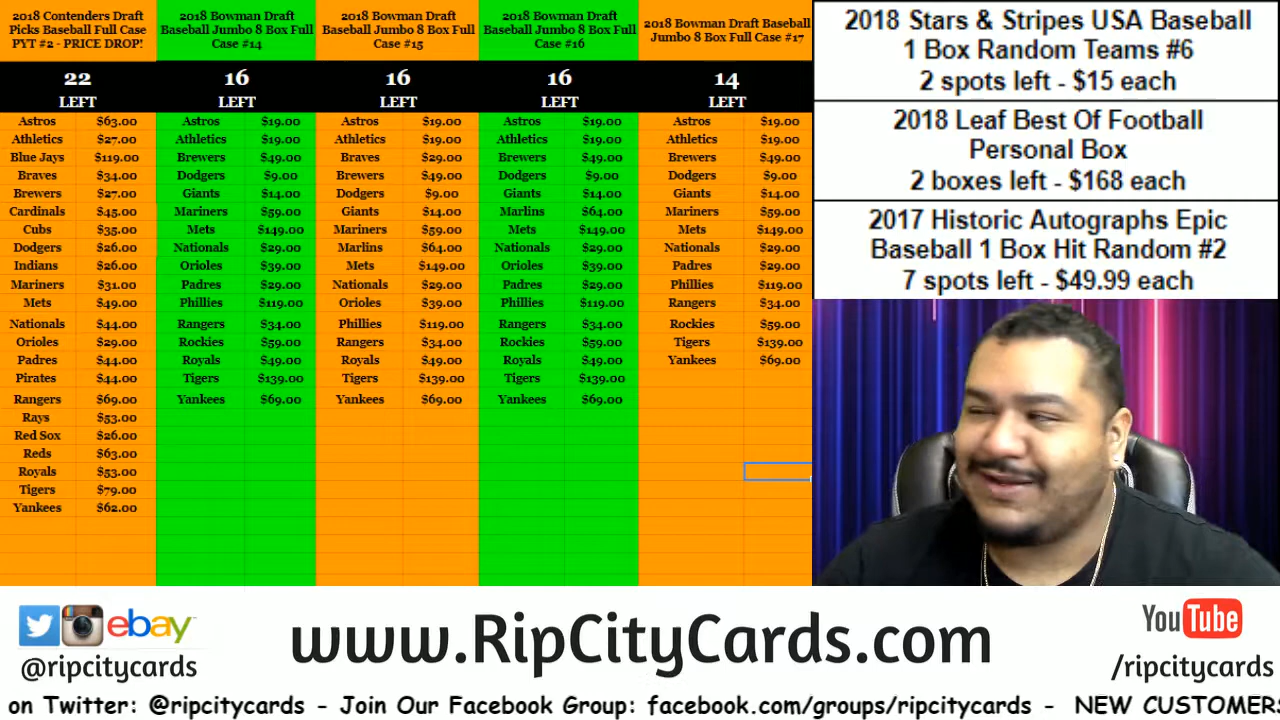 2018 Contenders Draft
Picks Baseball Full Case
PYT #2 - PRICE DROP!
22
LEFT
Astros $63.00
Athletics $27.00
Blue Jays $119.00
Braves $34.00
Brewers $27.00
Cardinals $45.00
Cubs $35.00
Dodgers $26.00
Indians $26.00
Mariners $31.00
Mets $49.00
Nationals $44.00
Orioles $29.00
Padres $44.00
Pirates $44.00
Rangers $69.00
Rays $53.00
Red Sox $26.00
Reds $63.00
Royals $53.00
Tigers $79.00
Yankees $62.00
2018 Bowman Draft
Baseball Jumbo 8 Box Full
Case #14
16
LEFT
Astros $19.00
Athletics $19.00
Brewers $49.00
Dodgers $9.00
Giants $14.00
Mariners $59.00
Mets $149.00
Nationals $29.00
Orioles $39.00
Padres $29.00
Phillies $119.00
Rangers $34.00
Rockies $59.00
Royals $49.00
Tigers $139.00
Yankees $69.00
2018 Bowman Draft
Baseball Jumbo 8 Box Full
Case #15
16
LEFT
Astros $19.00
Athletics $19.00
Braves $29.00
Brewers $49.00
Dodgers $9.00
Giants $14.00
Mariners $59.00
Marlins $64.00
Mets $149.00
Nationals $29.00
Orioles $39.00
Phillies $119.00
Rangers $34.00
Royals $49.00
Tigers $139.00
Yankees $69.00
2018 Bowman Draft
Baseball Jumbo 8 Box Full
Case #16
16
LEFT
Astros $19.00
Athletics $19.00
Brewers $49.00
Dodgers $9.00
Giants $14.00
Marlins $64.00
Mets $149.00
Nationals $29.00
Orioles $39.00
Padres $29.00
Phillies $119.00
Rangers $34.00
Rockies $59.00
Royals $49.00
Tigers $139.00
Yankees $69.00
2018 Bowman Draft Baseball
Jumbo 8 Box Full Case #17
14
LEFT
Astros $19.00
Athletics $19.00
Brewers $49.00
Dodgers $9.00
Giants $14.00
Mariners $59.00
Mets $149.00
Nationals $29.00
Padres $29.00
Phillies $119.00
Rangers $34.00
Rockies $59.00
Tigers $139.00
Yankees $69.00
2018 Stars & Stripes USA Baseball
1 Box Random Teams #6
2 spots left - $15 each
2018 Leaf Best Of Football
Personal Box
2 boxes left - $168 each
2017 Historic Autographs Epic
Baseball 1 Box Hit Random #2
7 spots left - $49.99 each
ebay
@ripcitycards
www.RipCityCards.com
YouTube
/ripcitycards
on Twitter: @ripcitycards - Join Our Facebook Group: facebook.com/groups/ripcitycards - NEW CUSTOMERS